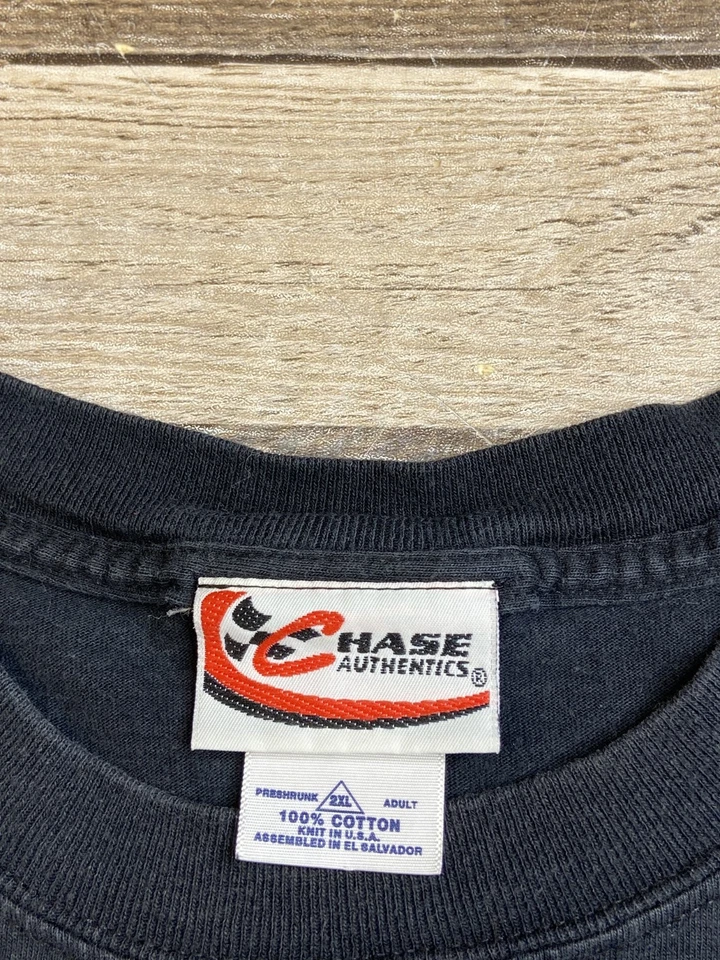 CHASE
AUTHENTICS®
PRESHRUNK 2XL ADULT
100% COTTON
KNIT IN U.S.A.
ASSEMBLED IN EL SALVADOR